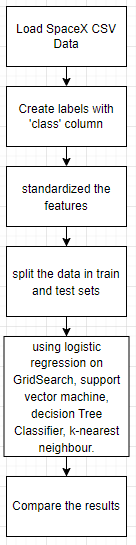 Load SpaceX CSV
Data
Create labels with
'class' column
standardized the
features
split the data in train
and test sets
using logistic
regression on
GridSearch, support
vector machine,
decision Tree
Classifier, k-nearest
neighbour.
Compare the results